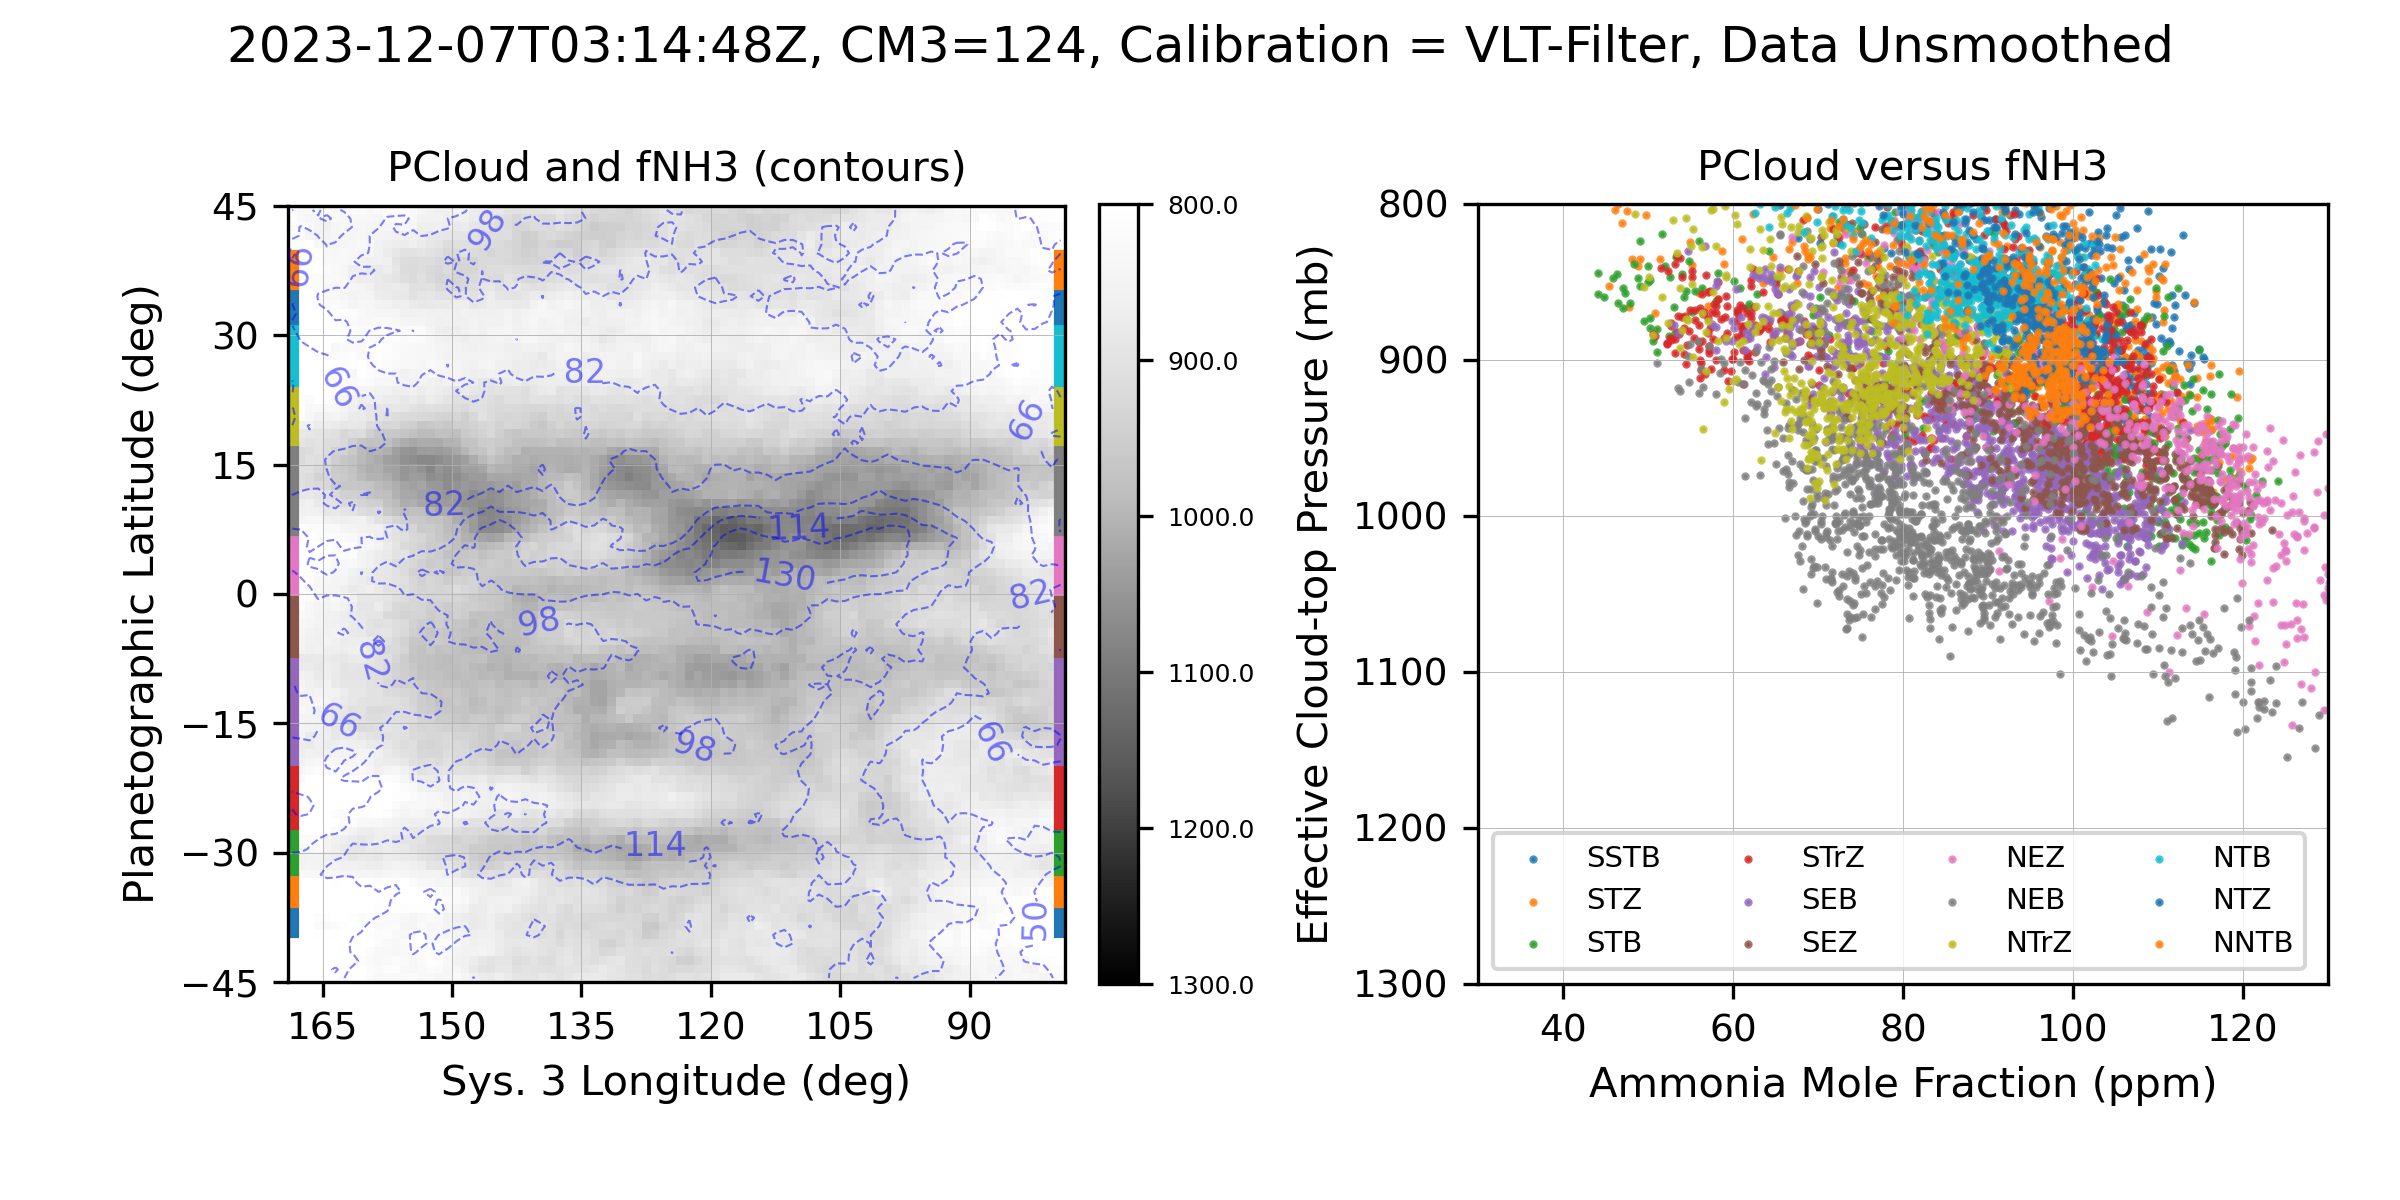 2023-12-07T03:14:48Z, CM3=124, Calibration = VLT-Filter, Data Unsmoothed
PCloud and fNH3 (contours)
Planetographic Latitude (deg)
45
30
15
0
−15
−30
−45
165 150 135 120 105 90
Sys. 3 Longitude (deg)
98
66
82
66
66
82
114
130
82
98
82
66
98
66
114
50
800.0
900.0
1000.0
1100.0
1200.0
1300.0
PCloud versus fNH3
Effective Cloud-top Pressure (mb)
800
900
1000
1100
1200
1300
SSTB STrZ NEZ NTB
STZ SEB NEB NTZ
STB SEZ NTrZ NNTB
40 60 80 100 120
Ammonia Mole Fraction (ppm)